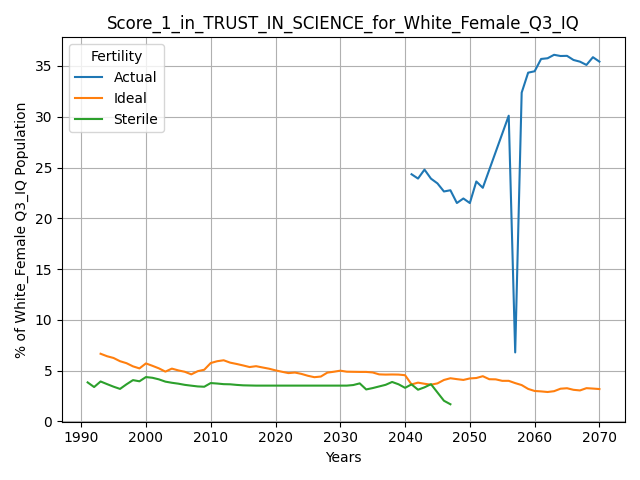 Score_1_in_TRUST_IN_SCIENCE_for_White_Female_Q3_IQ
Fertility
Actual
Ideal
Sterile
% of White_Female Q3_IQ Population
35
30
25
20
15
10
5
0
1990 2000 2010 2020 2030 2040 2050 2060 2070
Years